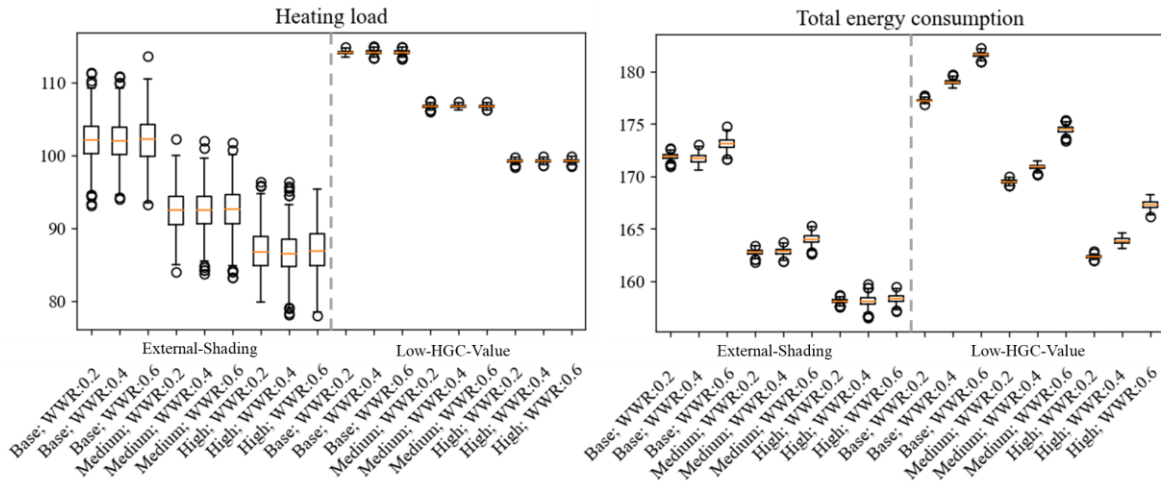 Heating load
110
100
90
80
External-Shading
Low-HGC-Value
Base; WWR:0.2
Base; WWR:0.4
Base; WWR:0.6
Medium; WWR:0.2
Medium; WWR:0.4
Medium; WWR:0.6
High; WWR:0.2
High; WWR:0.4
High; WWR:0.6
Base; WWR:0.2
Base; WWR:0.4
Base; WWR:0.6
Medium; WWR:0.2
Medium; WWR:0.4
Medium; WWR:0.6
High; WWR:0.2
High; WWR:0.4
High; WWR:0.6
Total energy consumption
180
175
170
165
160
External-Shading
Low-HGC-Value
Base; WWR:0.2
Base; WWR:0.4
Base; WWR:0.6
Medium; WWR:0.2
Medium; WWR:0.4
Medium; WWR:0.6
High; WWR:0.2
High; WWR:0.4
High; WWR:0.6
Base; WWR:0.2
Base; WWR:0.4
Base; WWR:0.6
Medium; WWR:0.2
Medium; WWR:0.4
Medium; WWR:0.6
High; WWR:0.2
High; WWR:0.4
High; WWR:0.6